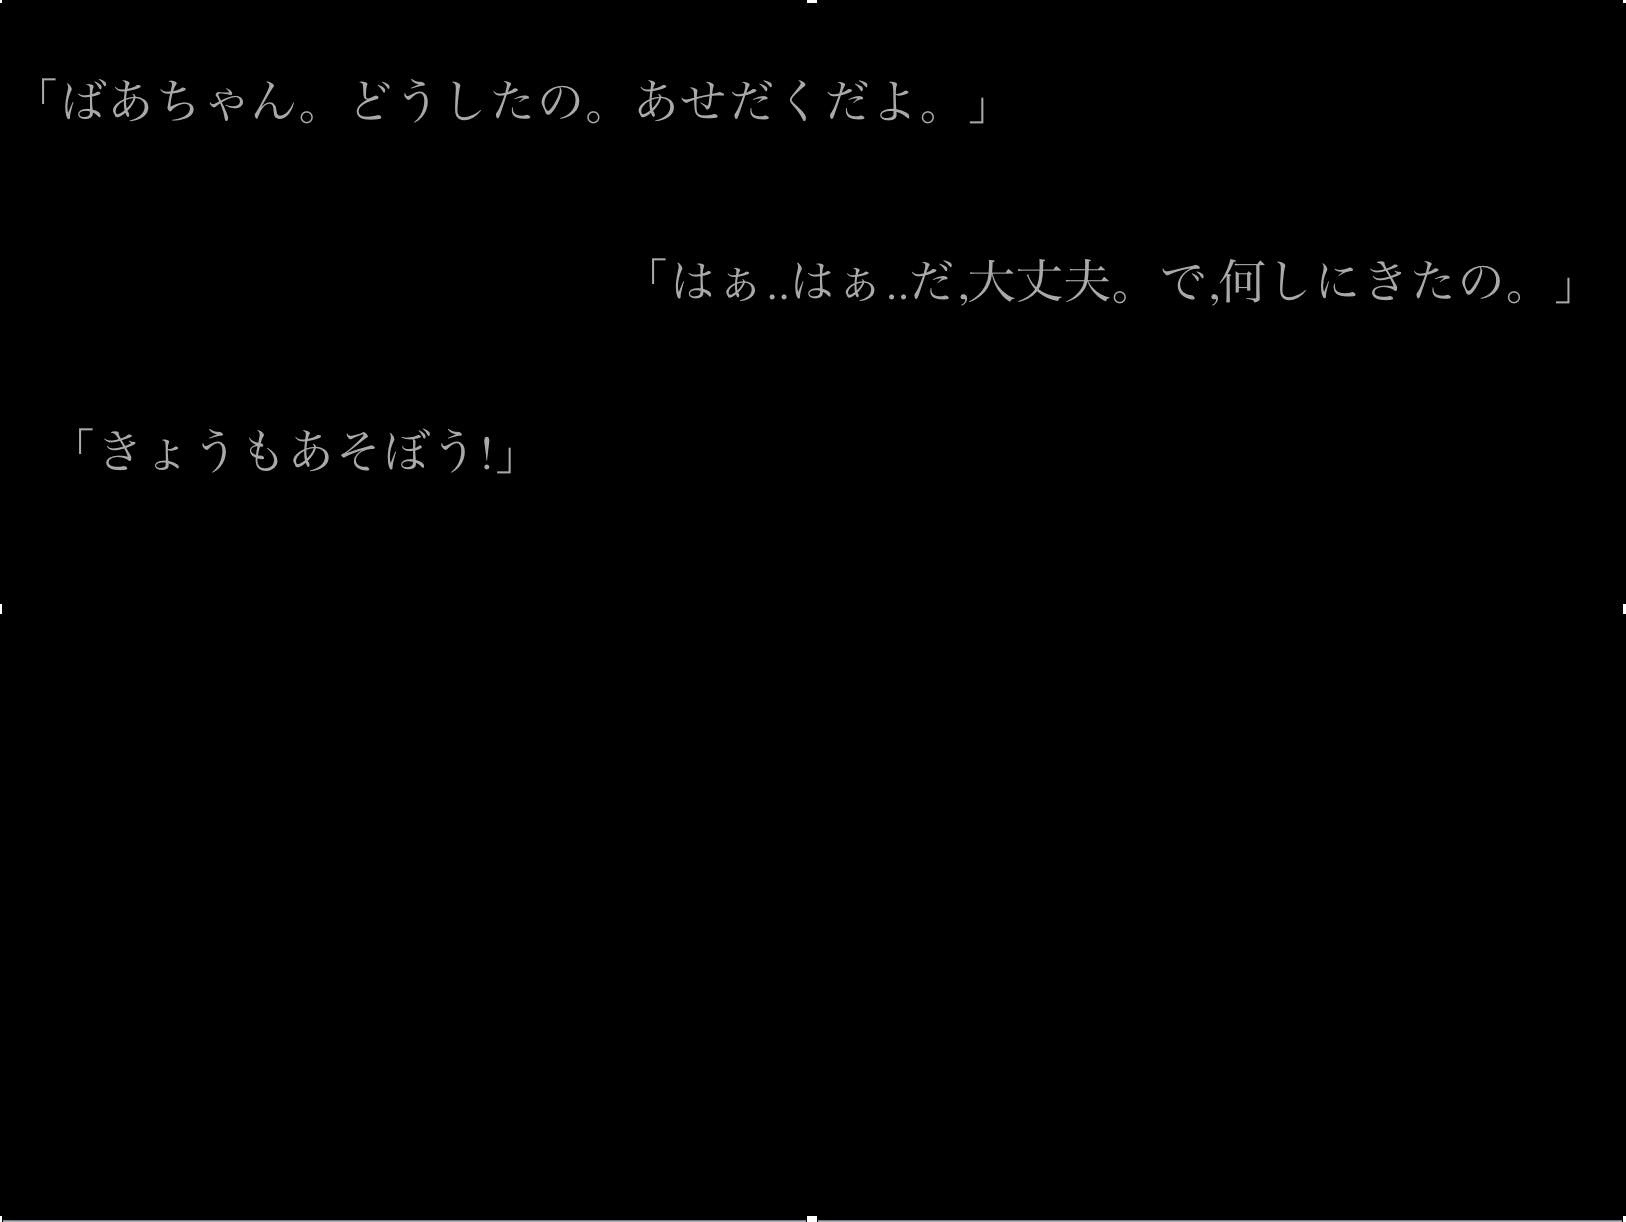 「ばあちゃん。どうしたの。あせだくだよ。」
「はぁ..はぁ..だ,大丈夫。で,何しにきたの。」
「きょうもあそぼう!」